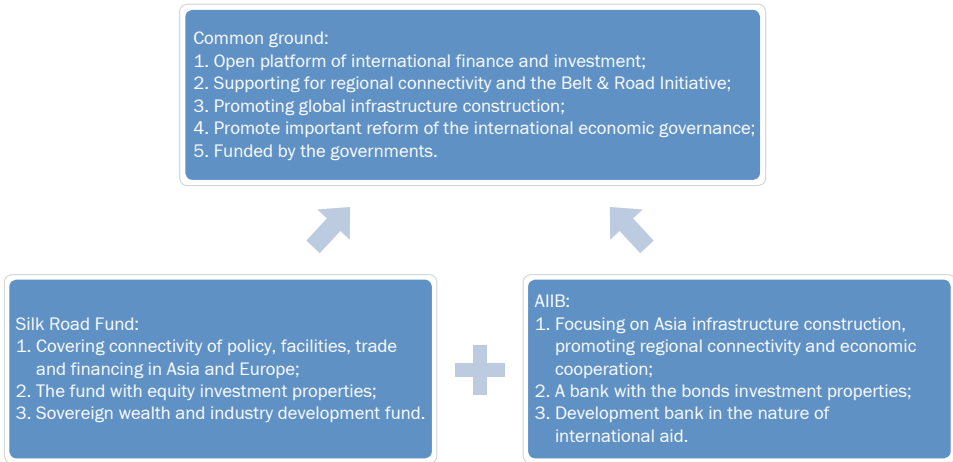 Common ground:
1. Open platform of international finance and investment;
2. Supporting for regional connectivity and the Belt & Road Initiative;
3. Promoting global infrastructure construction;
4. Promote important reform of the international economic governance;
5. Funded by the governments.
Silk Road Fund:
1. Covering connectivity of policy, facilities, trade
and financing in Asia and Europe;
2. The fund with equity investment properties;
3. Sovereign wealth and industry development fund.
AIIB:
1. Focusing on Asia infrastructure construction,
promoting regional connectivity and economic
cooperation;
2. A bank with the bonds investment properties;
3. Development bank in the nature of
international aid.